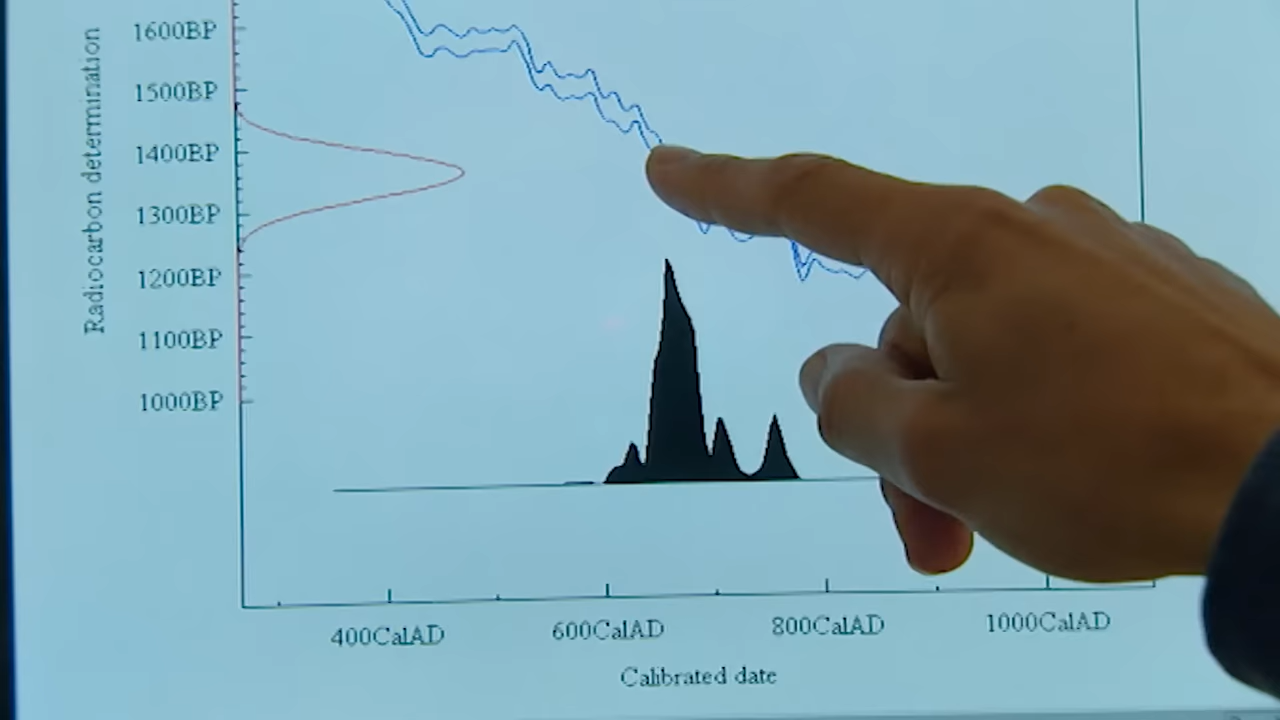 Radiocarbon determination
1600BP
1500BP
1400BP
1300BP
1200BP
1100BP
1000BP
400CalAD 600CalAD 800CalAD 1000CalAD
Calibrated date